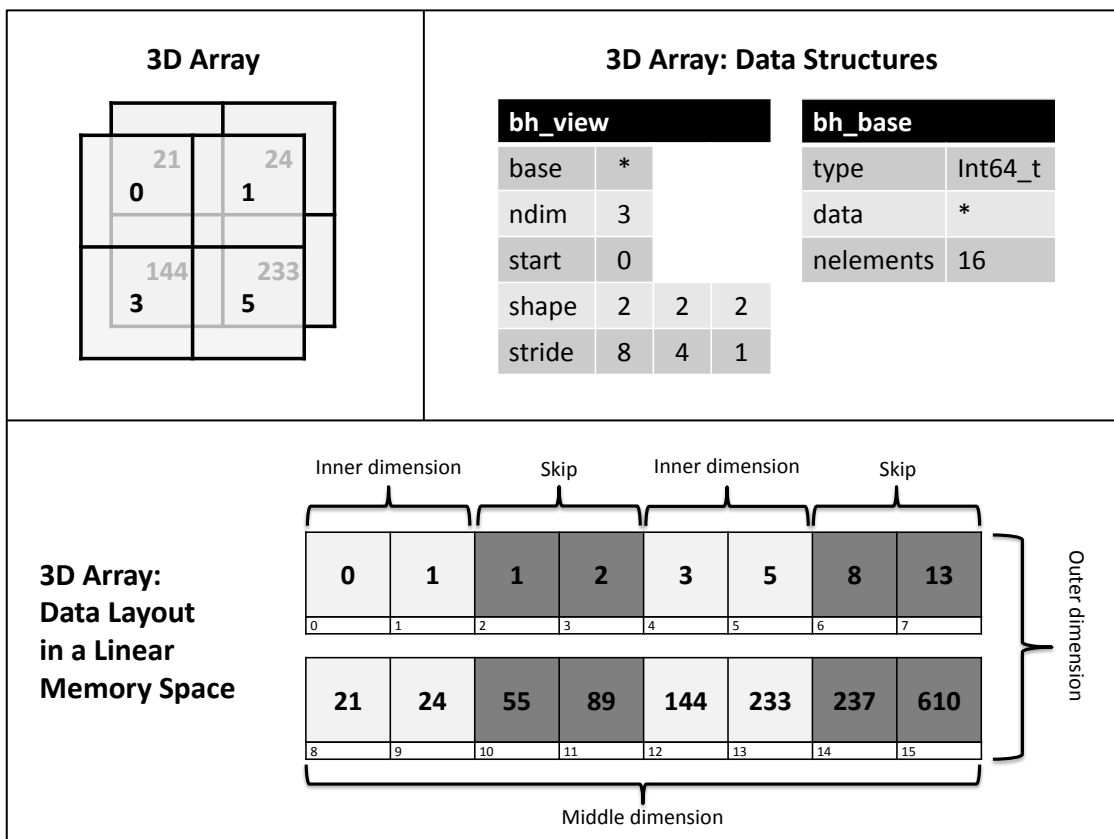 3D Array
21 24
0 1
144 233
3 5
3D Array: Data Structures
bh_view
base *
ndim 3
start 0
shape 2 2 2
stride 8 4 1
bh_base
type Int64_t
data *
nelements 16
3D Array:
Data Layout
in a Linear
Memory Space
Inner dimension Skip Inner dimension Skip
0 1 1 2 3 5 8 13
0 1 2 3 4 5 6 7
21 24 55 89 144 233 237 610
8 9 10 11 12 13 14 15
Middle dimension
Outer dimension